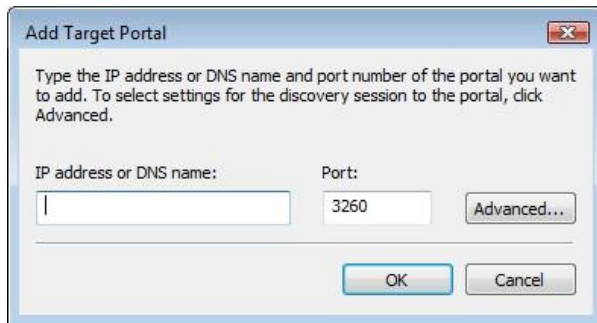 Add Target Portal
Type the IP address or DNS name and port number of the portal you want
to add. To select settings for the discovery session to the portal, click
Advanced.
IP address or DNS name: Port:
3260 Advanced...
OK Cancel